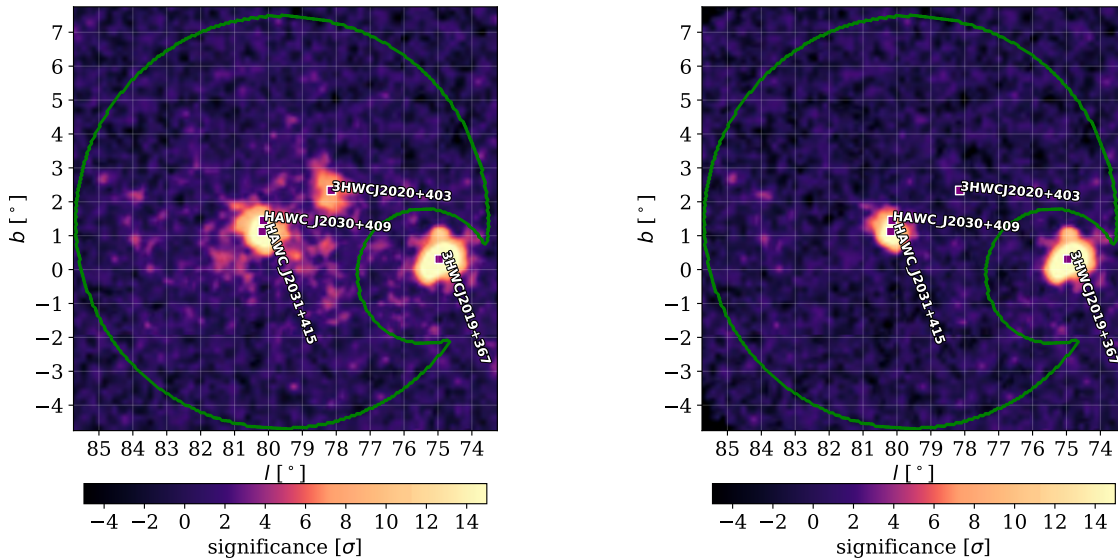 7
6
5
4
3
2
1
0
−1
−2
−3
−4
b [°]
3HWCJ2020+403
HAWC_J2030+409
HAWC_J2031+415
3HWCJ2019+367
85 83 82 81 80 79 78 76 75 74 73
l [°]
−4 −2 0 2 4 6 8 10 12 14
significance [σ]
7
6
5
4
3
2
1
0
−1
−2
−3
−4
b [°]
3HWCJ2020+403
HAWC_J2030+409
HAWC_J2031+415
3HWCJ2019+367
85 83 82 81 80 79 78 76 75 74
l [°]
−4 −2 0 2 4 6 8 10 12 14
significance [σ]